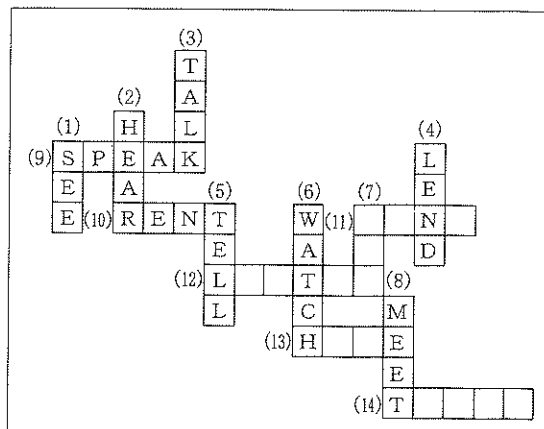 (3)
T
(2) A
(1) H L (4)
(9) S P E A K L
E A (5) (6) (7) E
E (10) R E N T W (11) N
E A D
(12) L T (8)
L C M
(13) H E
E
(14) T